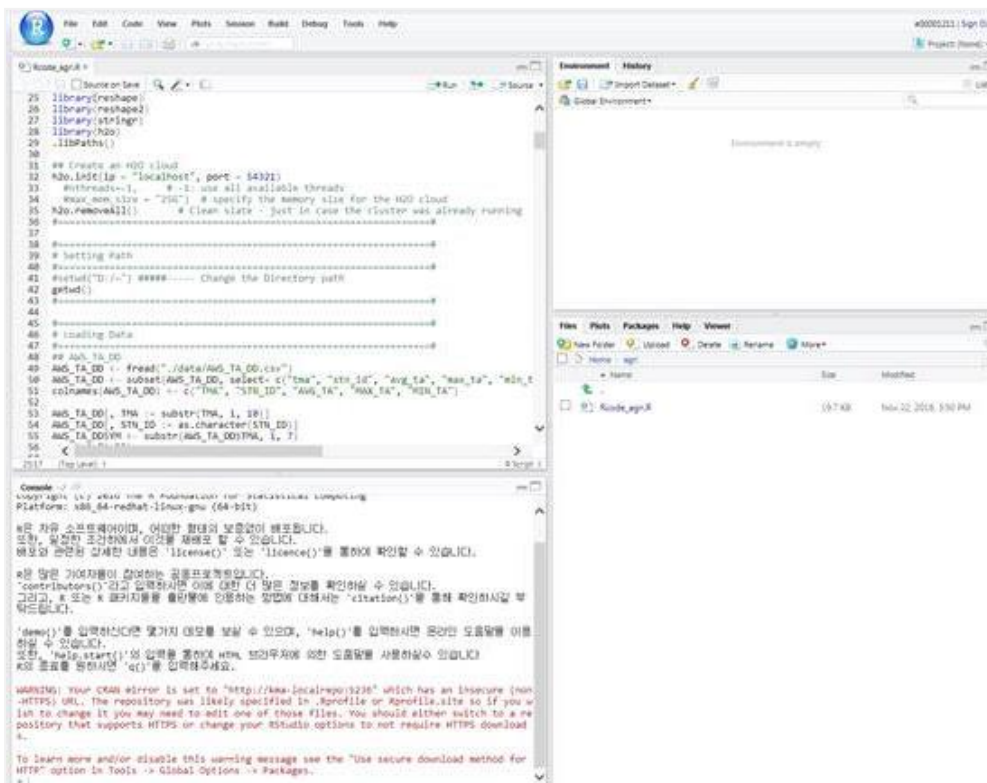 File Edit Code View Plots Session Build Debug Tools Help
e00001211 | Sign Out
Project: (None)
Rcode_agri.R
Source on Save
Run
Source
25 library(reshape)
26 library(reshape2)
27 library(stringr)
28 library(h2o)
29 .libPaths()
30
31 ## Create an H2O cloud
32 h2o.init(ip = "localhost", port = 54321)
33 #nthreads=-1, # -1: use all available threads
34 #max_mem_size = "25G") # specify the memory size for the H2O cloud
35 h2o.removeAll() # Clean slate - just in case the cluster was already running
36
37
38
39 # Setting Path
40
41 #setwd("D:/~") #####----- Change the Directory path
42 getwd()
43
44
45
46 # Loading Data
47
48 ## AWS_TA_DD
49 AWS_TA_DD <- fread("./data/AWS_TA_DD.csv")
50 AWS_TA_DD <- subset(AWS_TA_DD, select= c("tma", "stn_id", "avg_ta", "max_ta", "min_t
51 colnames(AWS_TA_DD) <- c("TMA", "STN_ID", "AVG_TA", "MAX_TA", "MIN_TA")
52
53 AWS_TA_DD[, TMA := substr(TMA, 1, 10)]
54 AWS_TA_DD[, STN_ID := as.character(STN_ID)]
55 AWS_TA_DD$YM <- substr(AWS_TA_DD$TMA, 1, 7)
56
(Top Level)
R Script
Console
Copyright (C) 2016 The R Foundation for Statistical Computing
Platform: x86_64-redhat-linux-gnu (64-bit)
R은 자유 소프트웨어이며, 어떠한 형태의 보증없이 배포됩니다.
또한, 일정한 조건하에서 이것을 재배포 할 수 있습니다.
배포와 관련된 상세한 내용은 'license()' 또는 'licence()'을 통하여 확인할 수 있습니다.
R은 많은 기여자들이 참여하는 공동프로젝트입니다.
'contributors()'라고 입력하시면 이에 대한 더 많은 정보를 확인하실 수 있습니다.
그리고, R 또는 R 패키지들을 출판물에 인용하는 방법에 대해서는 'citation()'을 통해 확인하시길 부
탁드립니다.
'demo()'를 입력하신다면 몇가지 데모를 보실 수 있으며, 'help()'를 입력하시면 온라인 도움말을 이용
하실 수 있습니다.
또한, 'help.start()'의 입력을 통하여 HTML 브라우저에 의한 도움말을 사용하실수 있습니다
R의 종료를 원하시면 'q()'을 입력해주세요.
WARNING: Your CRAN mirror is set to "http://kma-localrepo:5236" which has an insecure (non
-HTTPS) URL. The repository was likely specified in .Rprofile or Rprofile.site so if you w
ish to change it you may need to edit one of those files. You should either switch to a re
pository that supports HTTPS or change your RStudio options to not require HTTPS download
s.
To learn more and/or disable this warning message see the "Use secure download method for
HTTP" option in Tools -> Global Options -> Packages.
Environment History
Import Dataset
Global Environment
Environment is empty
Files Plots Packages Help Viewer
New Folder Upload Delete Rename More
Home agri
Name Size Modified
..
Rcode_agri.R 19.7 KB Nov 22, 2016, 5:50 PM